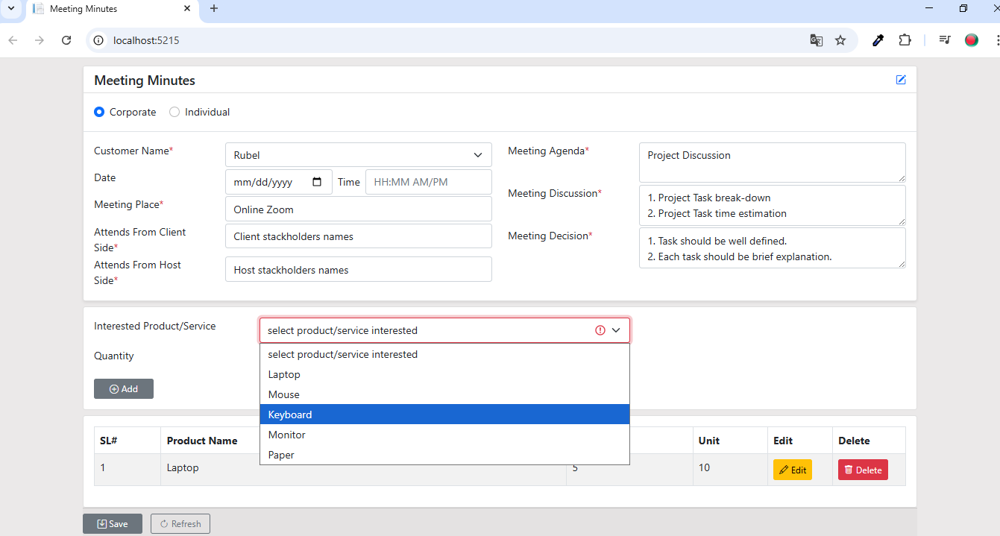 Meeting Minutes
localhost:5215
Meeting Minutes
Corporate Individual
Customer Name*
Rubel
Date
mm/dd/yyyy
Time
HH:MM AM/PM
Meeting Place*
Online Zoom
Attends From Client
Side*
Client stackholders names
Attends From Host
Side*
Host stackholders names
Meeting Agenda*
Project Discussion
Meeting Discussion*
1. Project Task break-down
2. Project Task time estimation
Meeting Decision*
1. Task should be well defined.
2. Each task should be brief explanation.
Interested Product/Service
select product/service interested
select product/service interested
Laptop
Mouse
Keyboard
Monitor
Paper
Quantity
Add
SL# Product Name Unit Edit Delete
1 Laptop 5 10 Edit Delete
Save Refresh